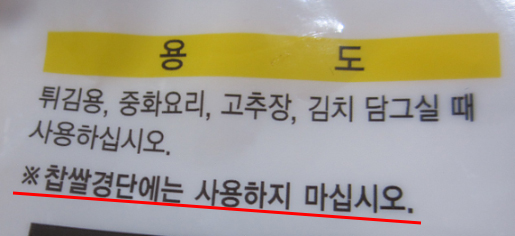 용 도
튀김용, 중화요리, 고추장, 김치 담그실 때
사용하십시오.
※찹쌀경단에는 사용하지 마십시오.